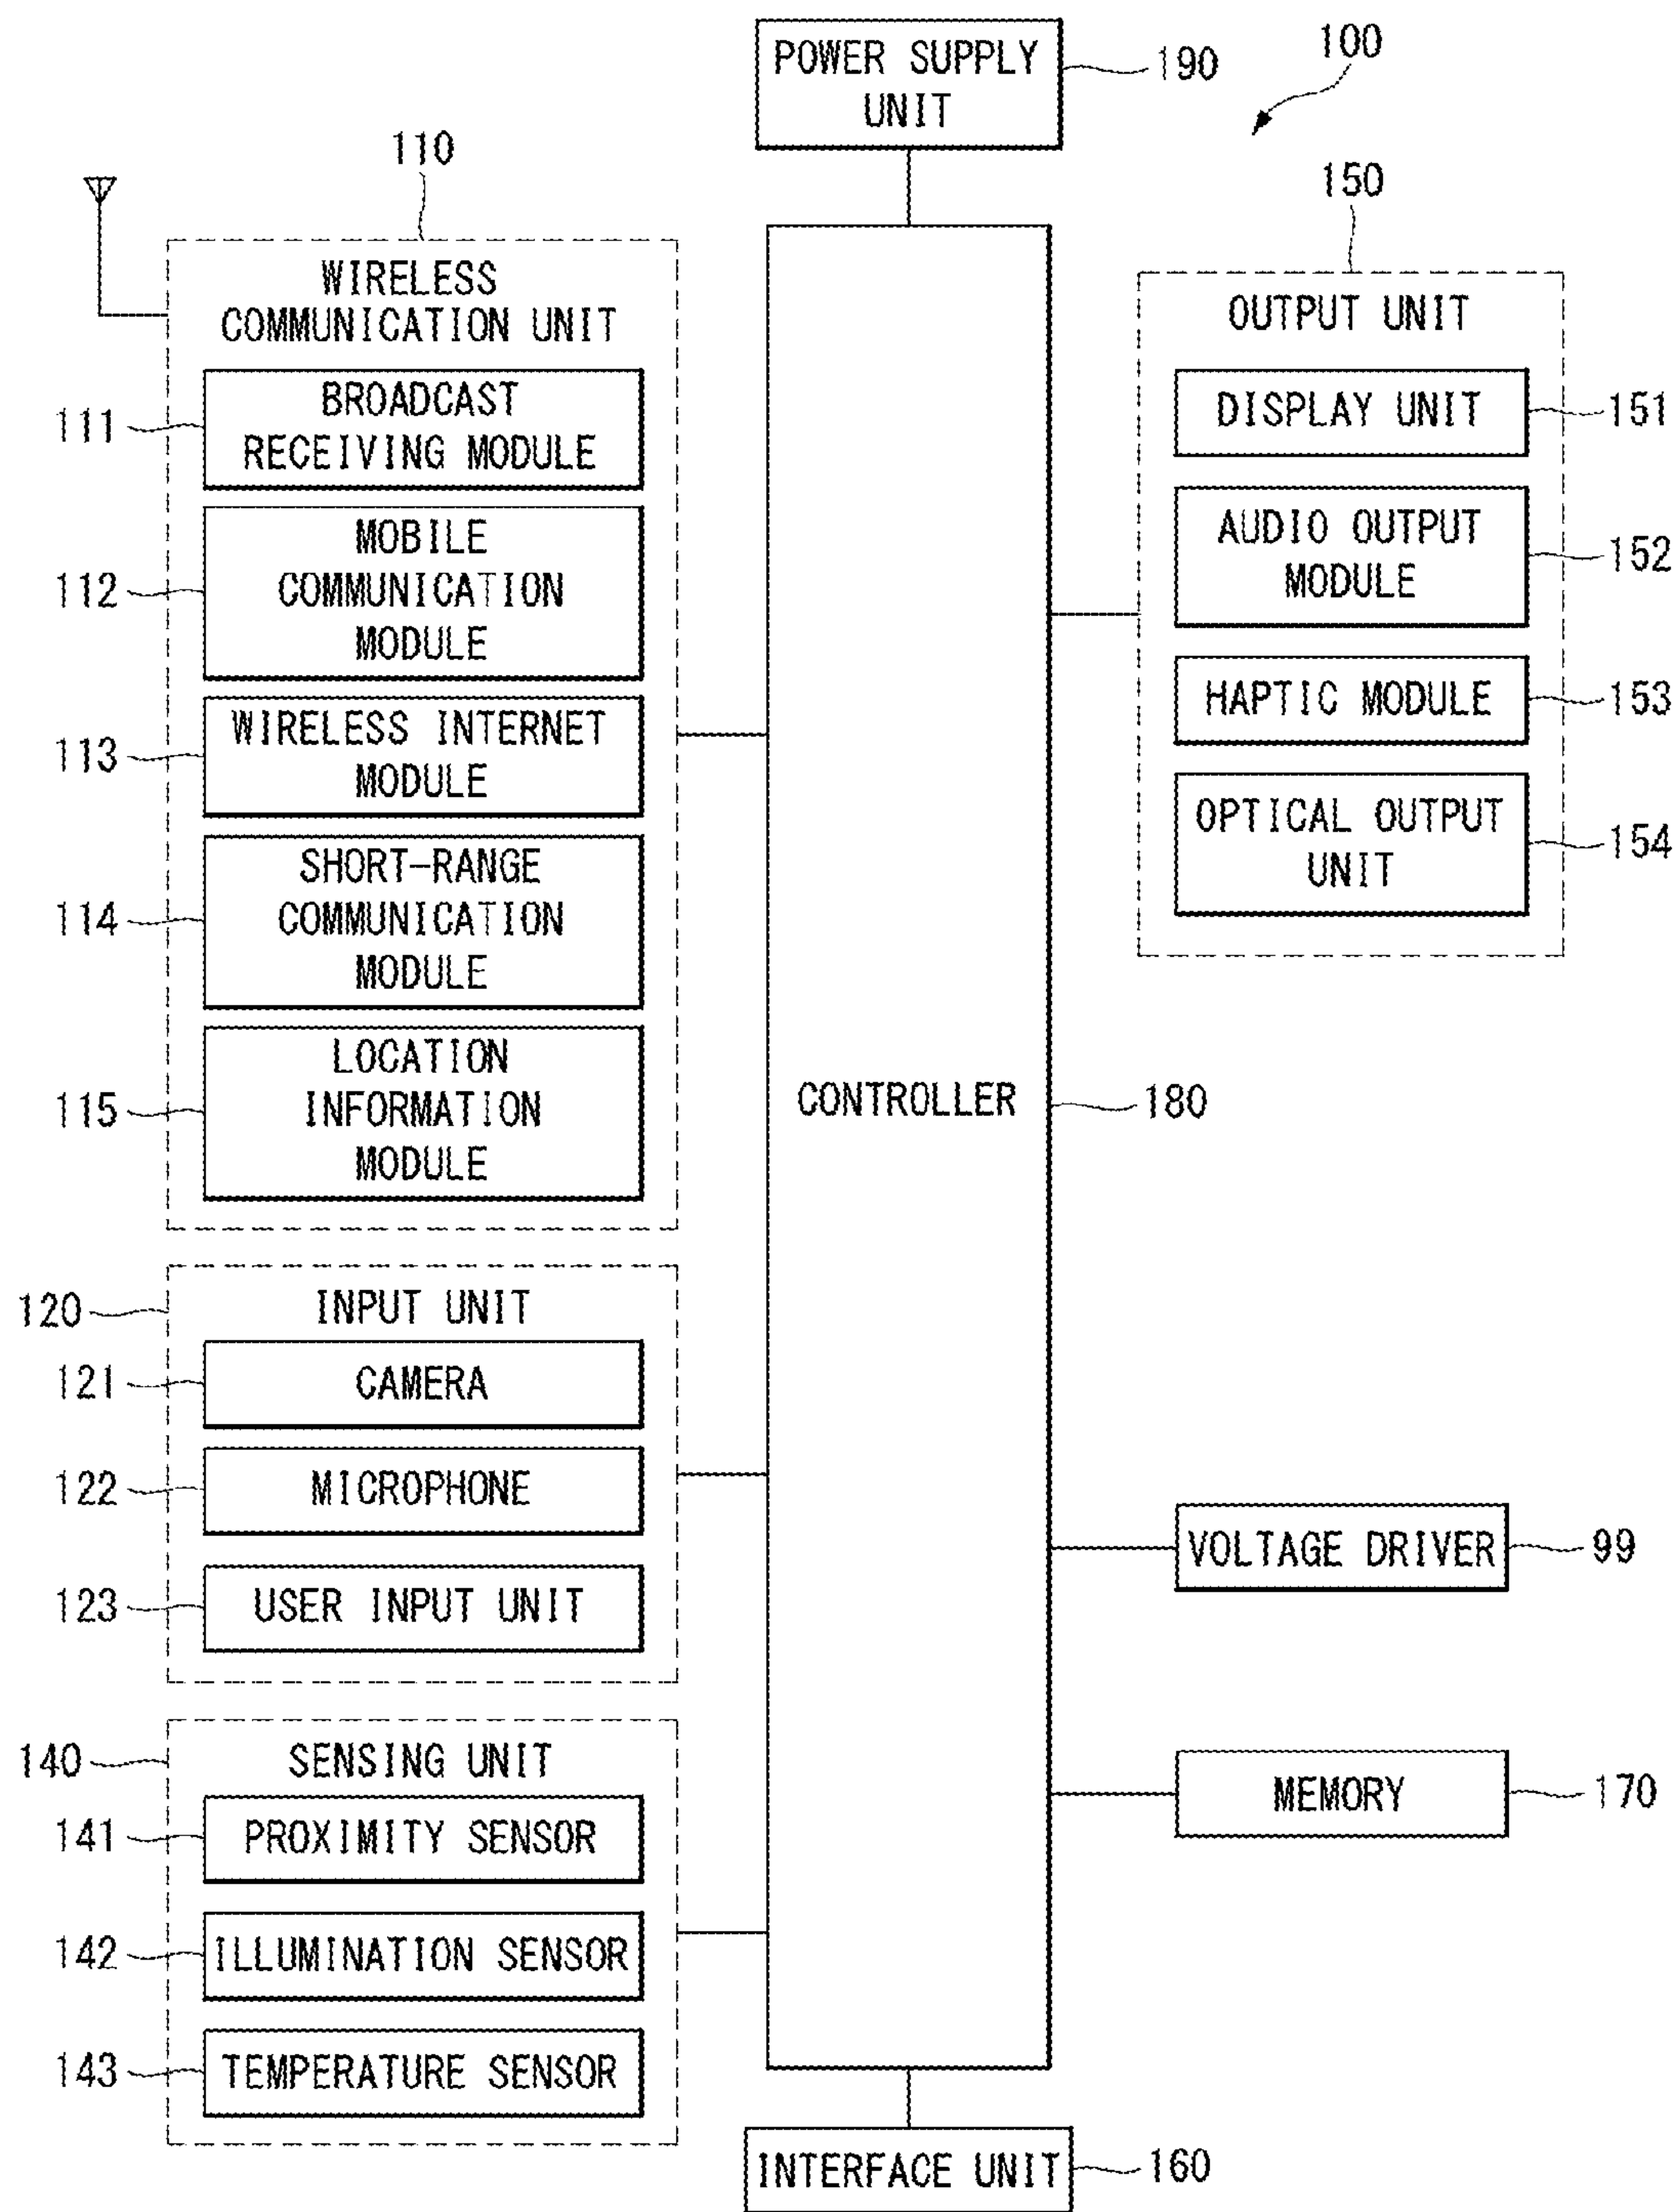 POWER SUPPLY
UNIT
190
100
110
WIRELESS
COMMUNICATION UNIT
111
BROADCAST
RECEIVING MODULE
112
MOBILE
COMMUNICATION
MODULE
113
WIRELESS INTERNET
MODULE
114
SHORT-RANGE
COMMUNICATION
MODULE
115
LOCATION
INFORMATION
MODULE
120
INPUT UNIT
121
CAMERA
122
MICROPHONE
123
USER INPUT UNIT
140
SENSING UNIT
141
PROXIMITY SENSOR
142
ILLUMINATION SENSOR
143
TEMPERATURE SENSOR
CONTROLLER
180
150
OUTPUT UNIT
DISPLAY UNIT
151
AUDIO OUTPUT
MODULE
152
HAPTIC MODULE
153
OPTICAL OUTPUT
UNIT
154
VOLTAGE DRIVER
99
MEMORY
170
INTERFACE UNIT
160